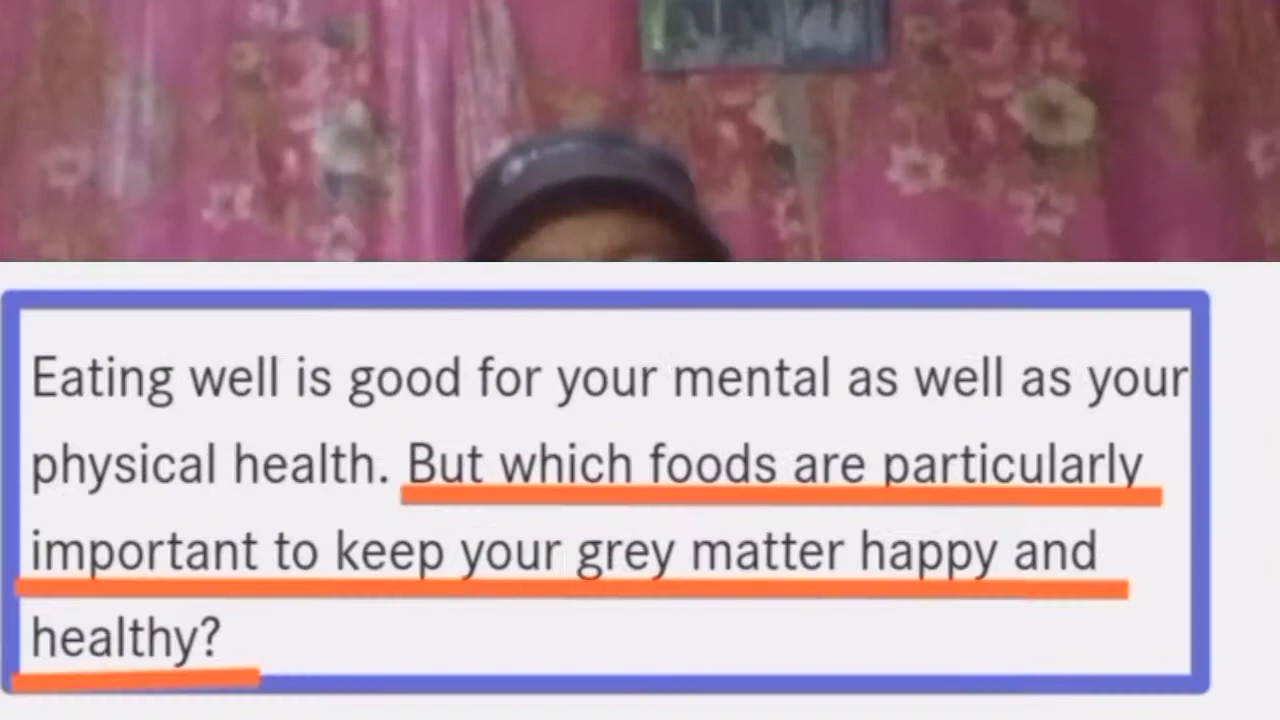 Eating well is good for your mental as well as your
physical health. But which foods are particularly
important to keep your grey matter happy and
healthy?